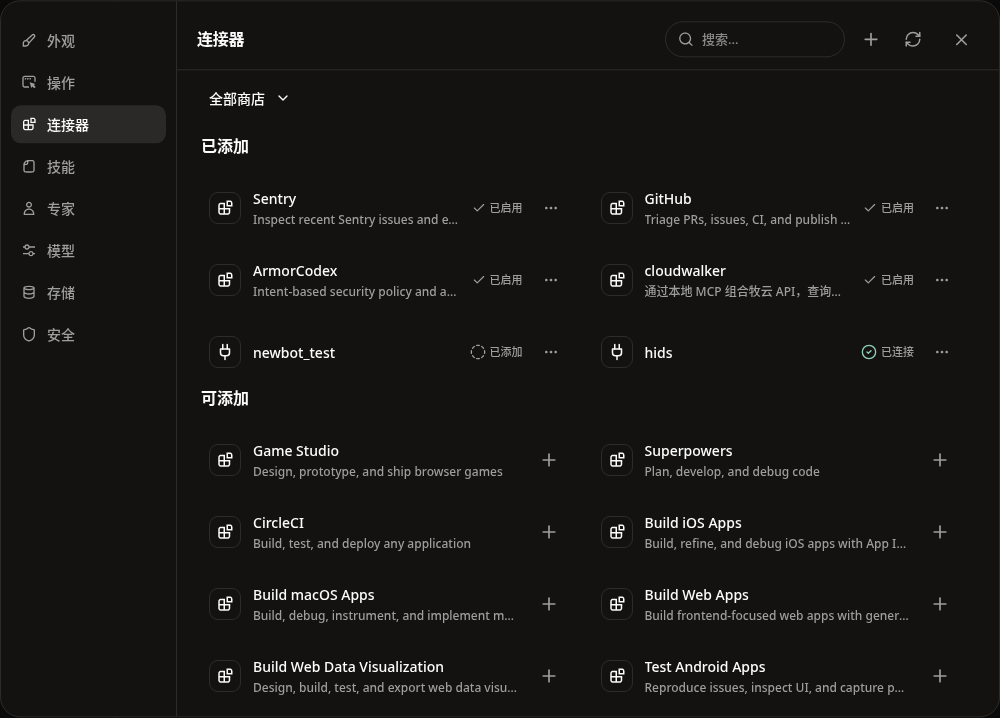 外观
操作
连接器
技能
专家
模型
存储
安全
连接器
搜索...
全部商店
已添加
Sentry
Inspect recent Sentry issues and e...
已启用
GitHub
Triage PRs, issues, CI, and publish ...
已启用
ArmorCodex
Intent-based security policy and a...
已启用
cloudwalker
通过本地 MCP 组合牧云 API，查询...
已启用
newbot_test
已添加
hids
已连接
可添加
Game Studio
Design, prototype, and ship browser games
Superpowers
Plan, develop, and debug code
CircleCI
Build, test, and deploy any application
Build iOS Apps
Build, refine, and debug iOS apps with App I...
Build macOS Apps
Build, debug, instrument, and implement m...
Build Web Apps
Build frontend-focused web apps with gener...
Build Web Data Visualization
Design, build, test, and export web data visu...
Test Android Apps
Reproduce issues, inspect UI, and capture p...